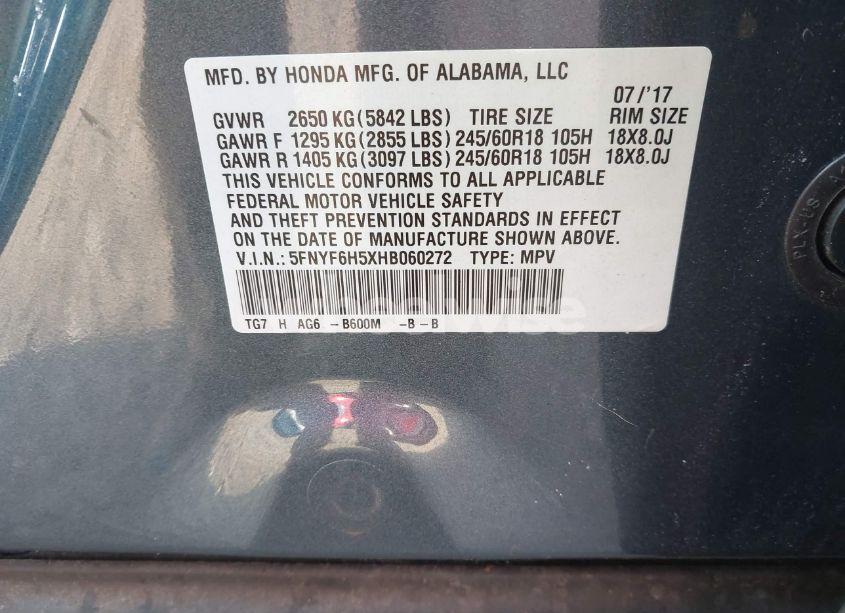 MFD. BY HONDA MFG. OF ALABAMA, LLC
07/'17
GVWR 2650 KG (5842 LBS) TIRE SIZE RIM SIZE
GAWR F 1295 KG (2855 LBS) 245/60R18 105H 18X8.0J
GAWR R 1405 KG (3097 LBS) 245/60R18 105H 18X8.0J
THIS VEHICLE CONFORMS TO ALL APPLICABLE
FEDERAL MOTOR VEHICLE SAFETY
AND THEFT PREVENTION STANDARDS IN EFFECT
ON THE DATE OF MANUFACTURE SHOWN ABOVE.
V.I.N.: 5FNYF6H5XHB060272 TYPE: MPV
TG7 H AG6 -B600M -B-B
PLX-US